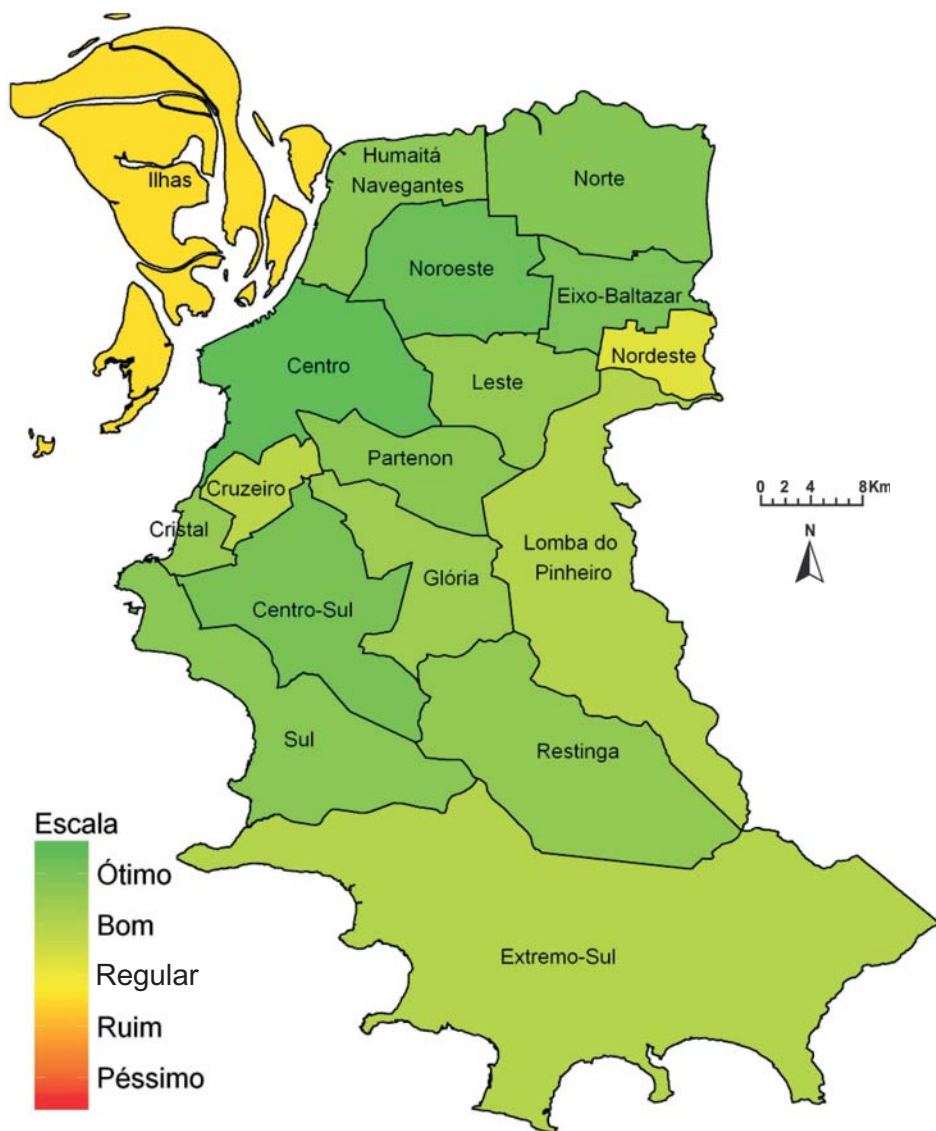 Humaitá
Navegantes
Norte
Ilhas
Noroeste
Eixo-Baltazar
Nordeste
Centro
Leste
Partenon
Cruzeiro
0 2 4 8Km
N
Cristal
Lomba do
Pinheiro
Glória
Centro-Sul
Sul
Restinga
Escala
Ótimo
Bom
Regular
Ruim
Péssimo
Extremo-Sul